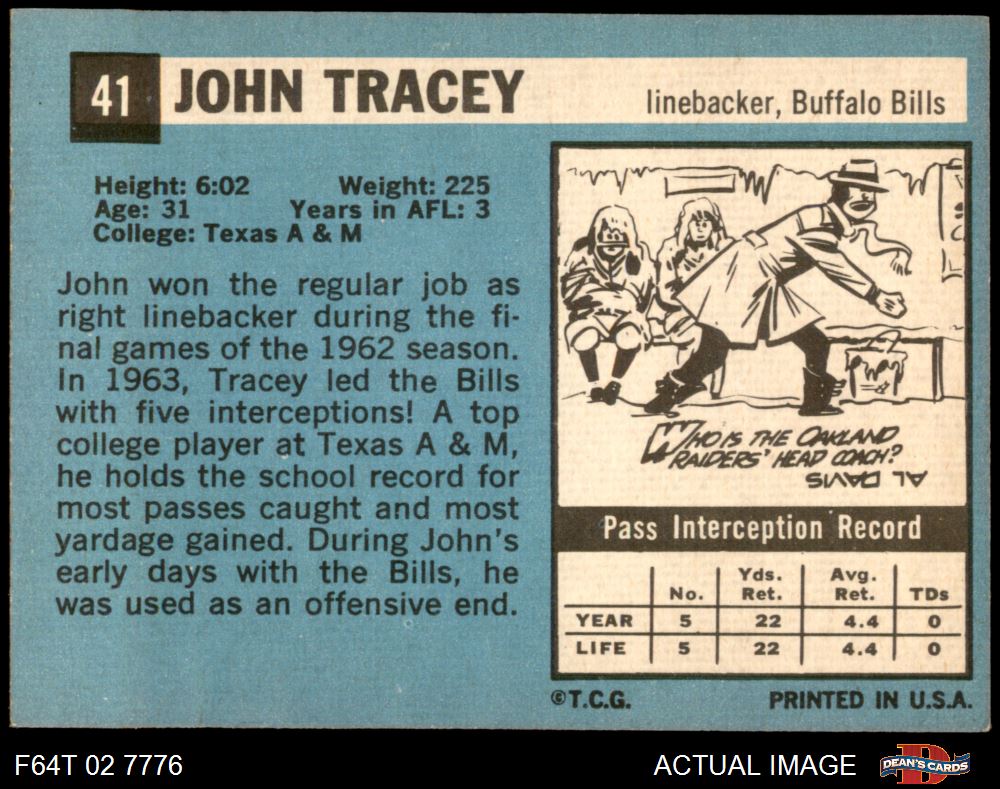 41 JOHN TRACEY
linebacker, Buffalo Bills
Height: 6:02 Weight: 225
Age: 31 Years in AFL: 3
College: Texas A & M
John won the regular job as
right linebacker during the fi-
nal games of the 1962 season.
In 1963, Tracey led the Bills
with five interceptions! A top
college player at Texas A & M,
he holds the school record for
most passes caught and most
yardage gained. During John's
early days with the Bills, he
was used as an offensive end.
WHO IS THE OAKLAND
RAIDERS' HEAD COACH?
AL DAVIS
Pass Interception Record
No. Yds. Ret. Avg. Ret. TDs
YEAR 5 22 4.4 0
LIFE 5 22 4.4 0
©T.C.G. PRINTED IN U.S.A.
F64T 02 7776 ACTUAL IMAGE DEAN'S CARDS